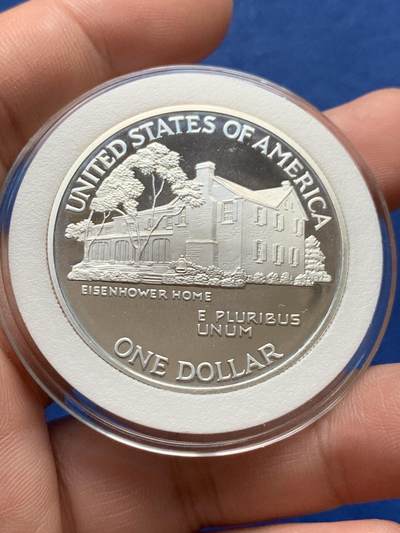 UNITED STATES OF AMERICA
EISENHOWER HOME
E PLURIBUS
UNUM
ONE DOLLAR